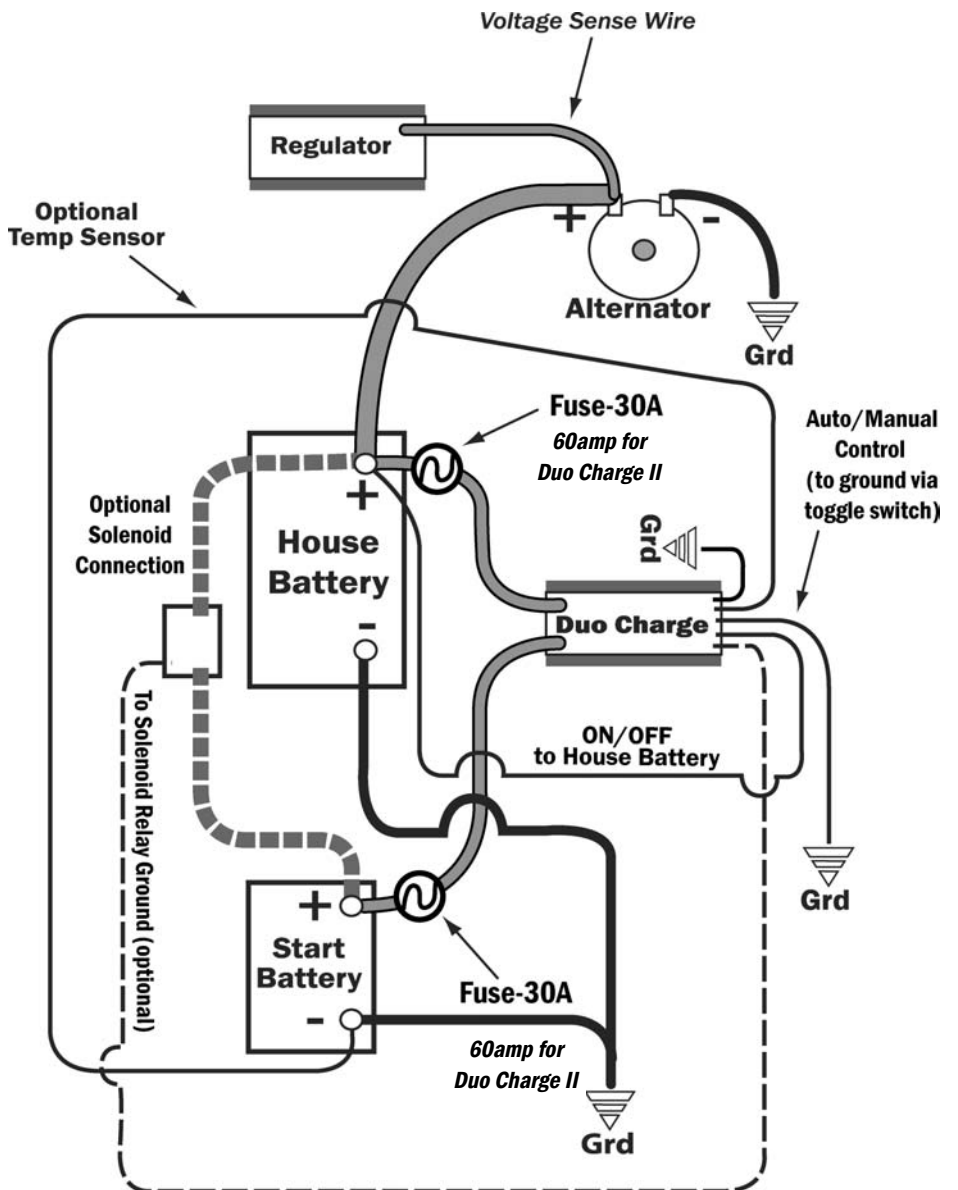 Voltage Sense Wire
Regulator
Optional
Temp Sensor
+
-
Alternator
Grd
Fuse-30A
60amp for
Duo Charge II
Auto/Manual
Control
(to ground via
toggle switch)
Optional
Solenoid
Connection
+
House
Battery
-
Grd
Duo Charge
To Solenoid Relay Ground (optional)
ON/OFF
to House Battery
Grd
+
Start
Battery
-
Fuse-30A
60amp for
Duo Charge II
Grd